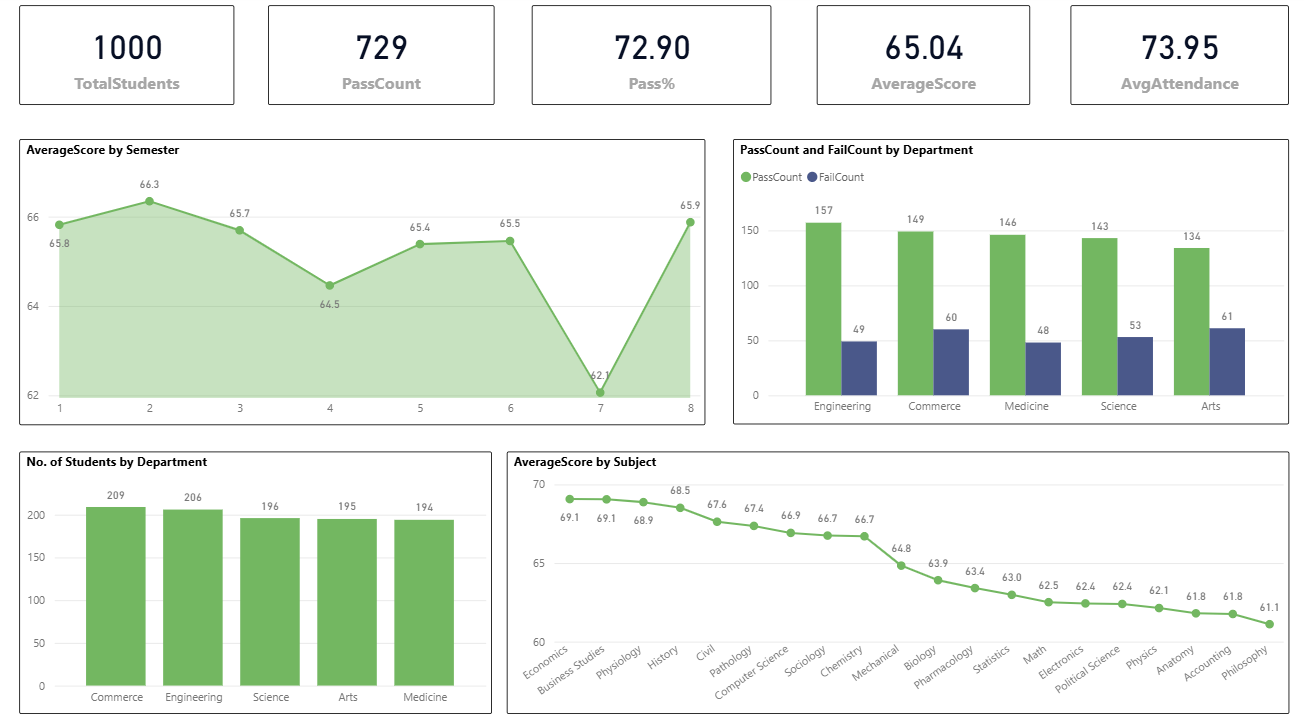 1000
TotalStudents
729
PassCount
72.90
Pass%
65.04
AverageScore
73.95
AvgAttendance
AverageScore by Semester
66.3
65.7
65.8
64.5
65.4
65.5
62.1
65.9
66
64
62
1 2 3 4 5 6 7 8
PassCount and FailCount by Department
PassCount FailCount
157 149 146 143 134
49 60 48 53 61
150
100
50
0
Engineering Commerce Medicine Science Arts
No. of Students by Department
209 206 196 195 194
200
150
100
50
0
Commerce Engineering Science Arts Medicine
AverageScore by Subject
70
65
60
69.1 69.1 68.9 68.5 67.6 67.4 66.9 66.7 66.7 64.8 63.9 63.4 63.0 62.5 62.4 62.4 62.1 61.8 61.8 61.1
Economics
Business Studies
Physiology
History
Civil
Pathology
Computer Science
Sociology
Chemistry
Mechanical
Biology
Pharmacology
Statistics
Math
Electronics
Political Science
Physics
Anatomy
Accounting
Philosophy